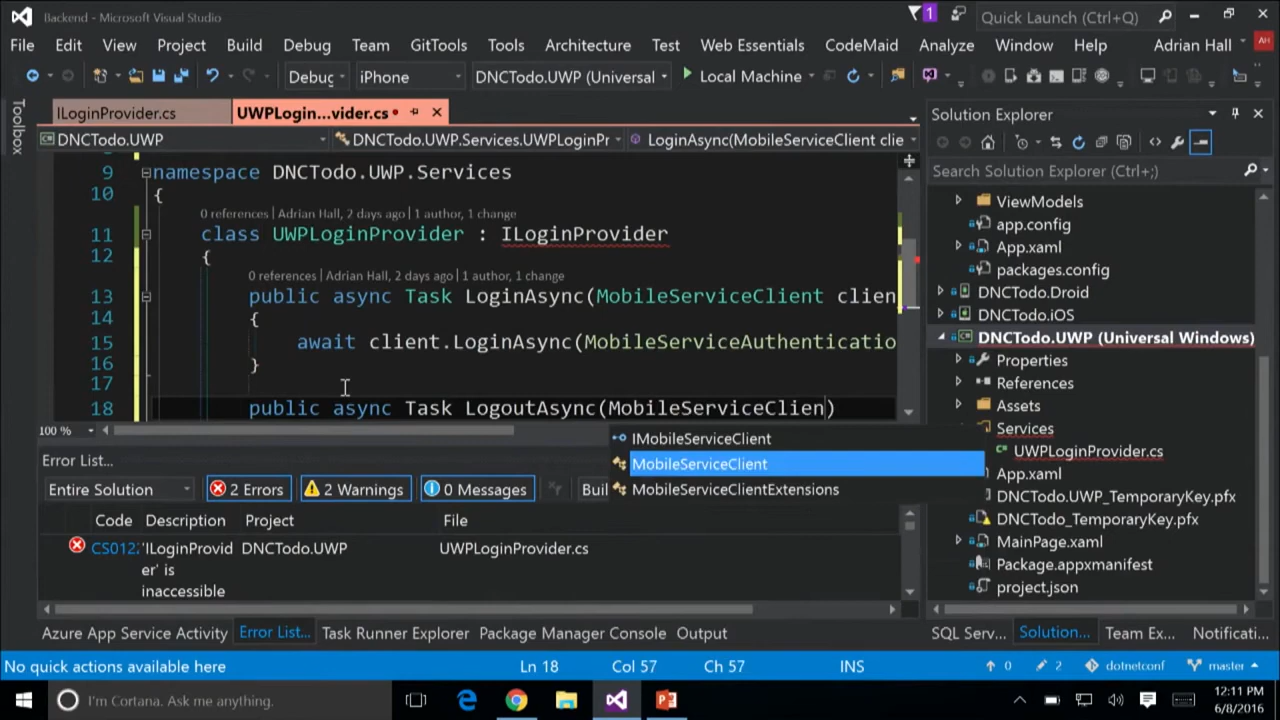 Backend - Microsoft Visual Studio
1
Quick Launch (Ctrl+Q)
File Edit View Project Build Debug Team GitTools Tools Architecture Test Web Essentials CodeMaid Analyze Window Help Adrian Hall AH
Debug iPhone DNCTodo.UWP (Universal Local Machine
Toolbox
ILoginProvider.cs UWPLogin...vider.cs
DNCTodo.UWP DNCTodo.UWP.Services.UWPLoginPr LoginAsync(MobileServiceClient clie
9 namespace DNCTodo.UWP.Services
10 {
0 references | Adrian Hall, 2 days ago | 1 author, 1 change
11 class UWPLoginProvider : ILoginProvider
12 {
0 references | Adrian Hall, 2 days ago | 1 author, 1 change
13 public async Task LoginAsync(MobileServiceClient clien
14 {
15 await client.LoginAsync(MobileServiceAuthenticatio
16 }
17
18 public async Task LogoutAsync(MobileServiceClien)
100 %
IMobileServiceClient
MobileServiceClient
MobileServiceClientExtensions
Error List...
Entire Solution 2 Errors 2 Warnings 0 Messages Buil
Code Description Project File
CS012 'ILoginProvid DNCTodo.UWP UWPLoginProvider.cs
er' is
inaccessible
Azure App Service Activity Error List... Task Runner Explorer Package Manager Console Output
Solution Explorer
Search Solution Explorer (Ctrl+;)
ViewModels
app.config
App.xaml
packages.config
DNCTodo.Droid
DNCTodo.iOS
DNCTodo.UWP (Universal Windows)
Properties
References
Assets
Services
UWPLoginProvider.cs
App.xaml
DNCTodo.UWP_TemporaryKey.pfx
DNCTodo_TemporaryKey.pfx
MainPage.xaml
Package.appxmanifest
project.json
SQL Serv... Solution... Team Ex... Notificati...
No quick actions available here Ln 18 Col 57 Ch 57 INS 0 2 dotnetconf master
I'm Cortana. Ask me anything.
12:11 PM
6/8/2016